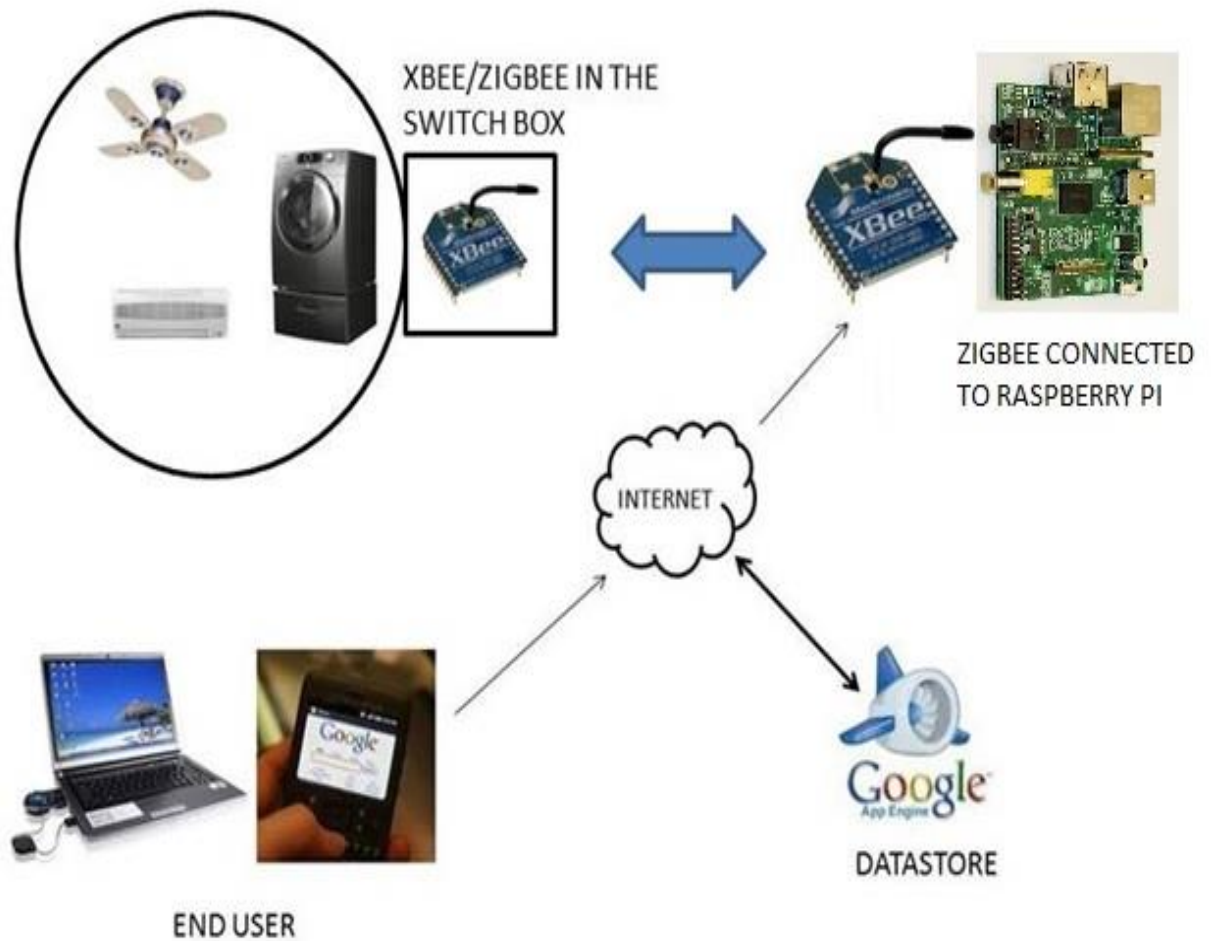 XBEE/ZIGBEE IN THE
SWITCH BOX
XBee
XBee
ZIGBEE CONNECTED
TO RASPBERRY PI
INTERNET
Google
Google
App Engine
DATASTORE
END USER